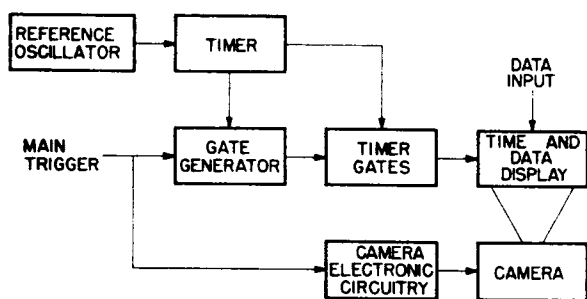 REFERENCE
OSCILLATOR
TIMER
DATA
INPUT
MAIN
TRIGGER
GATE
GENERATOR
TIMER
GATES
TIME AND
DATA
DISPLAY
CAMERA
ELECTRONIC
CIRCUITRY
CAMERA